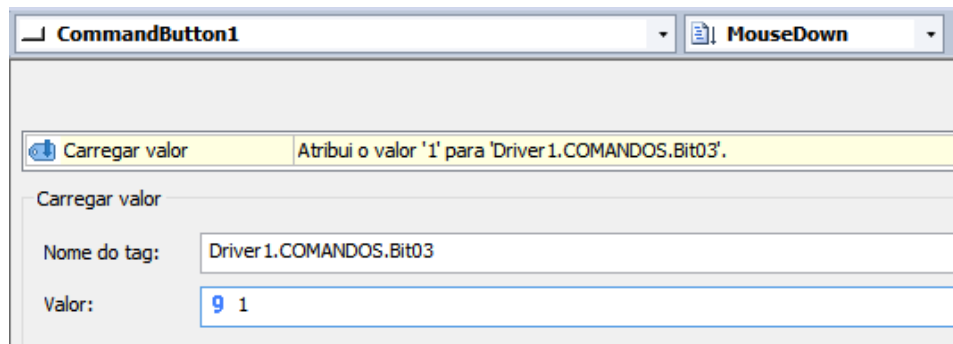 CommandButton1 MouseDown
Carregar valor Atribui o valor '1' para 'Driver1.COMANDOS.Bit03'.
Carregar valor
Nome do tag: Driver1.COMANDOS.Bit03
Valor: 9 1